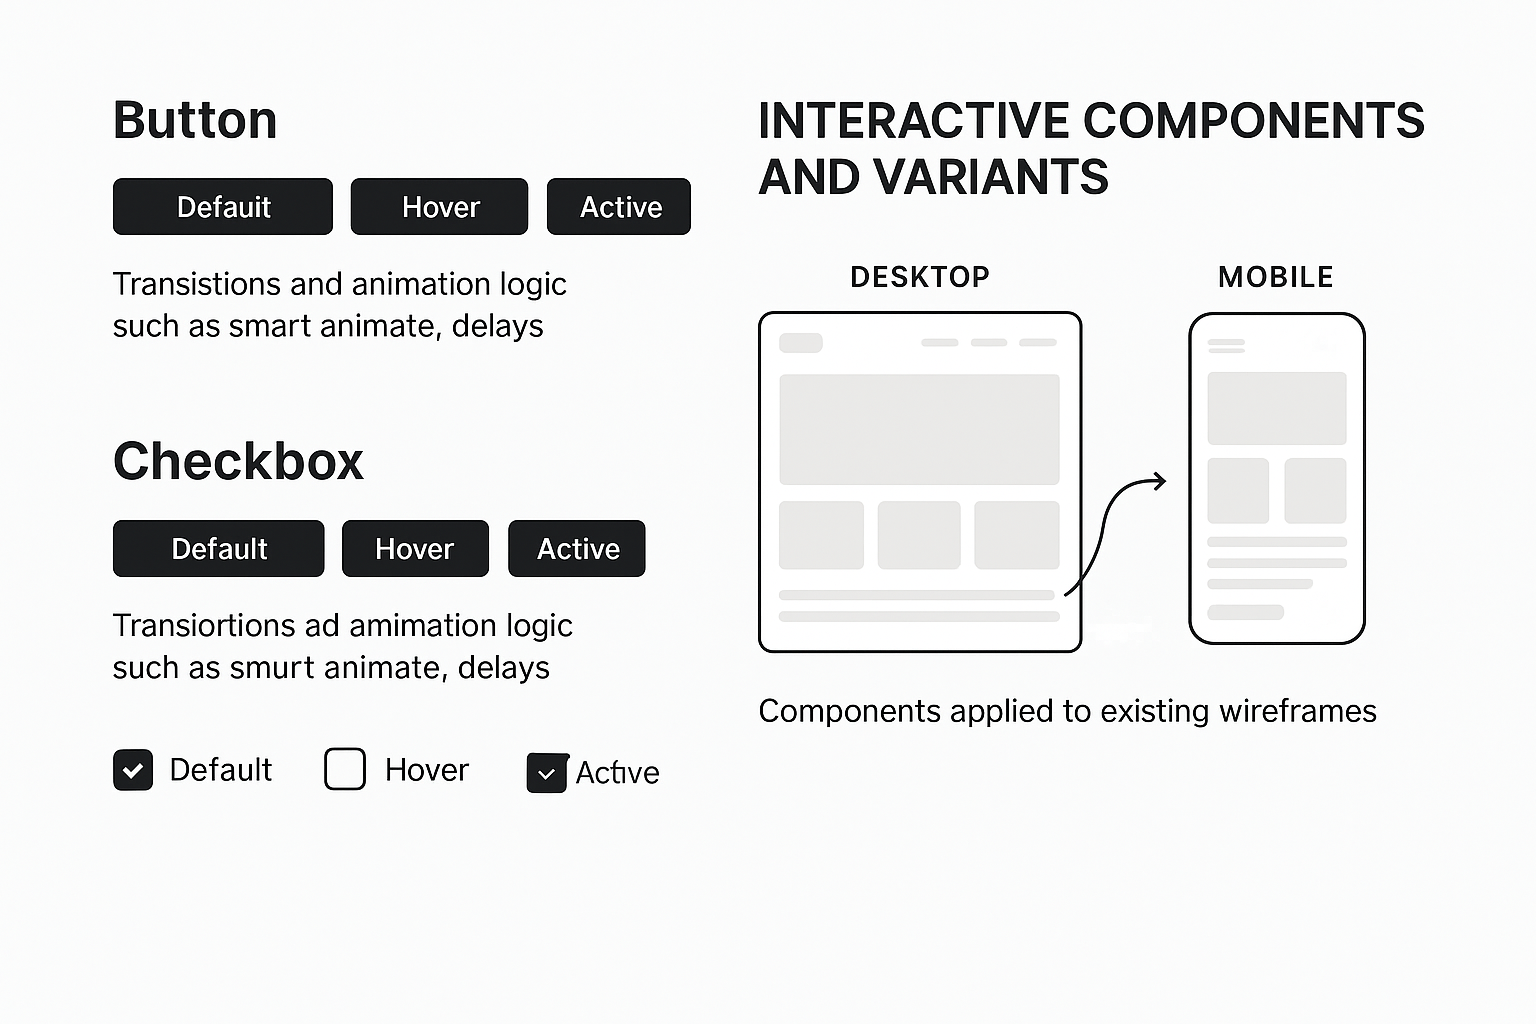 Button
Defauit
Hover
Active
Transistions and animation logic
such as smart animate, delays
Checkbox
Default
Hover
Active
Transiortions ad amimation logic
such as smurt animate, delays
Default
Hover
Active
INTERACTIVE COMPONENTS
AND VARIANTS
DESKTOP
MOBILE
Components applied to existing wireframes